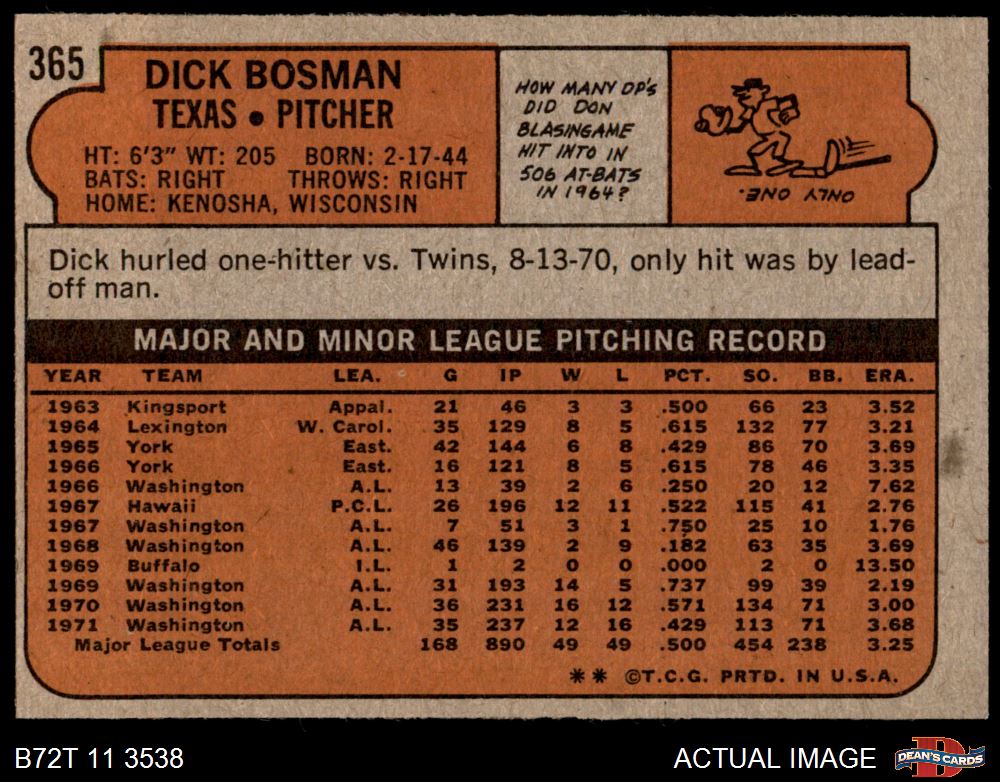 365
DICK BOSMAN
TEXAS • PITCHER
HT: 6'3" WT: 205 BORN: 2-17-44
BATS: RIGHT THROWS: RIGHT
HOME: KENOSHA, WISCONSIN
HOW MANY DP'S
DID DON
BLASINGAME
HIT INTO IN
506 AT-BATS
IN 1964?
ONLY ONE.
Dick hurled one-hitter vs. Twins, 8-13-70, only hit was by lead-
off man.
MAJOR AND MINOR LEAGUE PITCHING RECORD
YEAR TEAM LEA. G IP W L PCT. SO. BB. ERA.
1963 Kingsport Appal. 21 46 3 3 .500 66 23 3.52
1964 Lexington W. Carol. 35 129 8 5 .615 132 77 3.21
1965 York East. 42 144 6 8 .429 86 70 3.69
1966 York East. 16 121 8 5 .615 78 46 3.35
1966 Washington A.L. 13 39 2 6 .250 20 12 7.62
1967 Hawaii P.C.L. 26 196 12 11 .522 115 41 2.76
1967 Washington A.L. 7 51 3 1 .750 25 10 1.76
1968 Washington A.L. 46 139 2 9 .182 63 35 3.69
1969 Buffalo I.L. 1 2 0 0 .000 2 0 13.50
1969 Washington A.L. 31 193 14 5 .737 99 39 2.19
1970 Washington A.L. 36 231 16 12 .571 134 71 3.00
1971 Washington A.L. 35 237 12 16 .429 113 71 3.68
Major League Totals 168 890 49 49 .500 454 238 3.25
** ©T.C.G. PRTD. IN U.S.A.
B72T 11 3538
ACTUAL IMAGE
D
DEAN'S CARDS